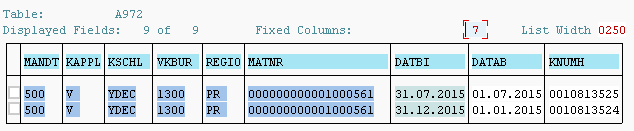 Table: A972
Displayed Fields: 9 of 9 Fixed Columns: 7 List Width 0250
MANDT KAPPL KSCHL VKBUR REGIO MATNR DATBI DATAB KNUMH
500 V YDEC 1300 PR 000000000001000561 31.07.2015 01.07.2015 0010813525
500 V YDEC 1300 PR 000000000001000561 31.12.2015 01.01.2015 0010813524